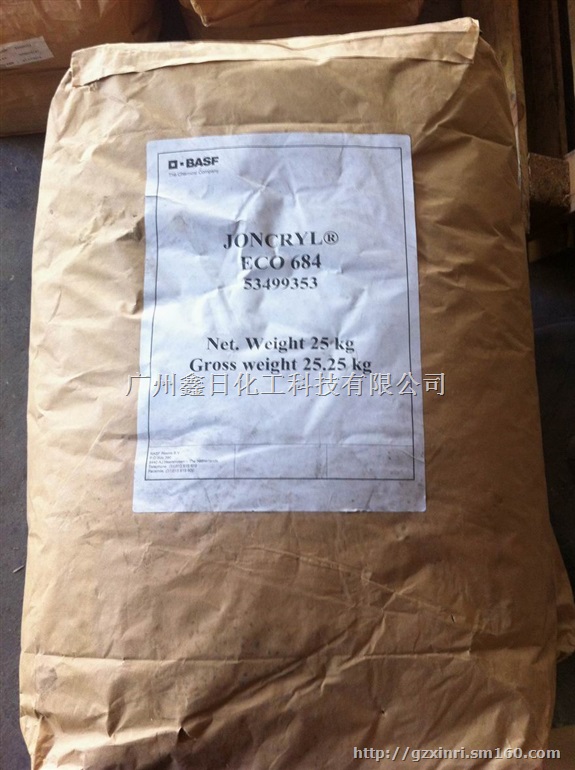 BASF
The Chemical Company
JONCRYL®
ECO 684
53499353
Net. Weight 25 kg
Gross weight 25.25 kg
广州鑫日化工科技有限公司
http://gzxinri.sm160.com/